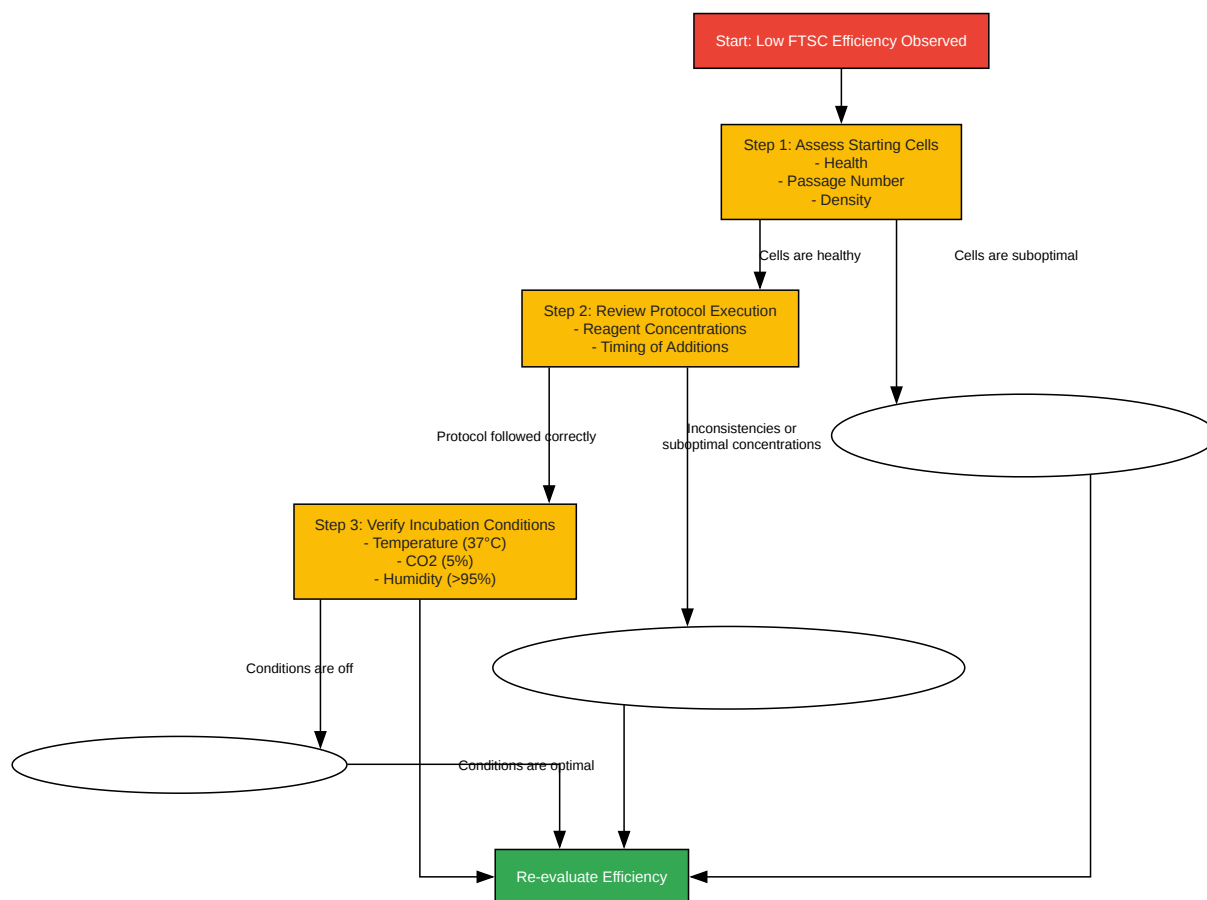 Start: Low FTSC Efficiency Observed
Step 1: Assess Starting Cells
- Health
- Passage Number
- Density
Cells are healthy
Cells are suboptimal
Step 2: Review Protocol Execution
- Reagent Concentrations
- Timing of Additions
Protocol followed correctly
Inconsistencies or
suboptimal concentrations
Step 3: Verify Incubation Conditions
- Temperature (37°C)
- CO2 (5%)
- Humidity (>95%)
Conditions are off
Conditions are optimal
Re-evaluate Efficiency